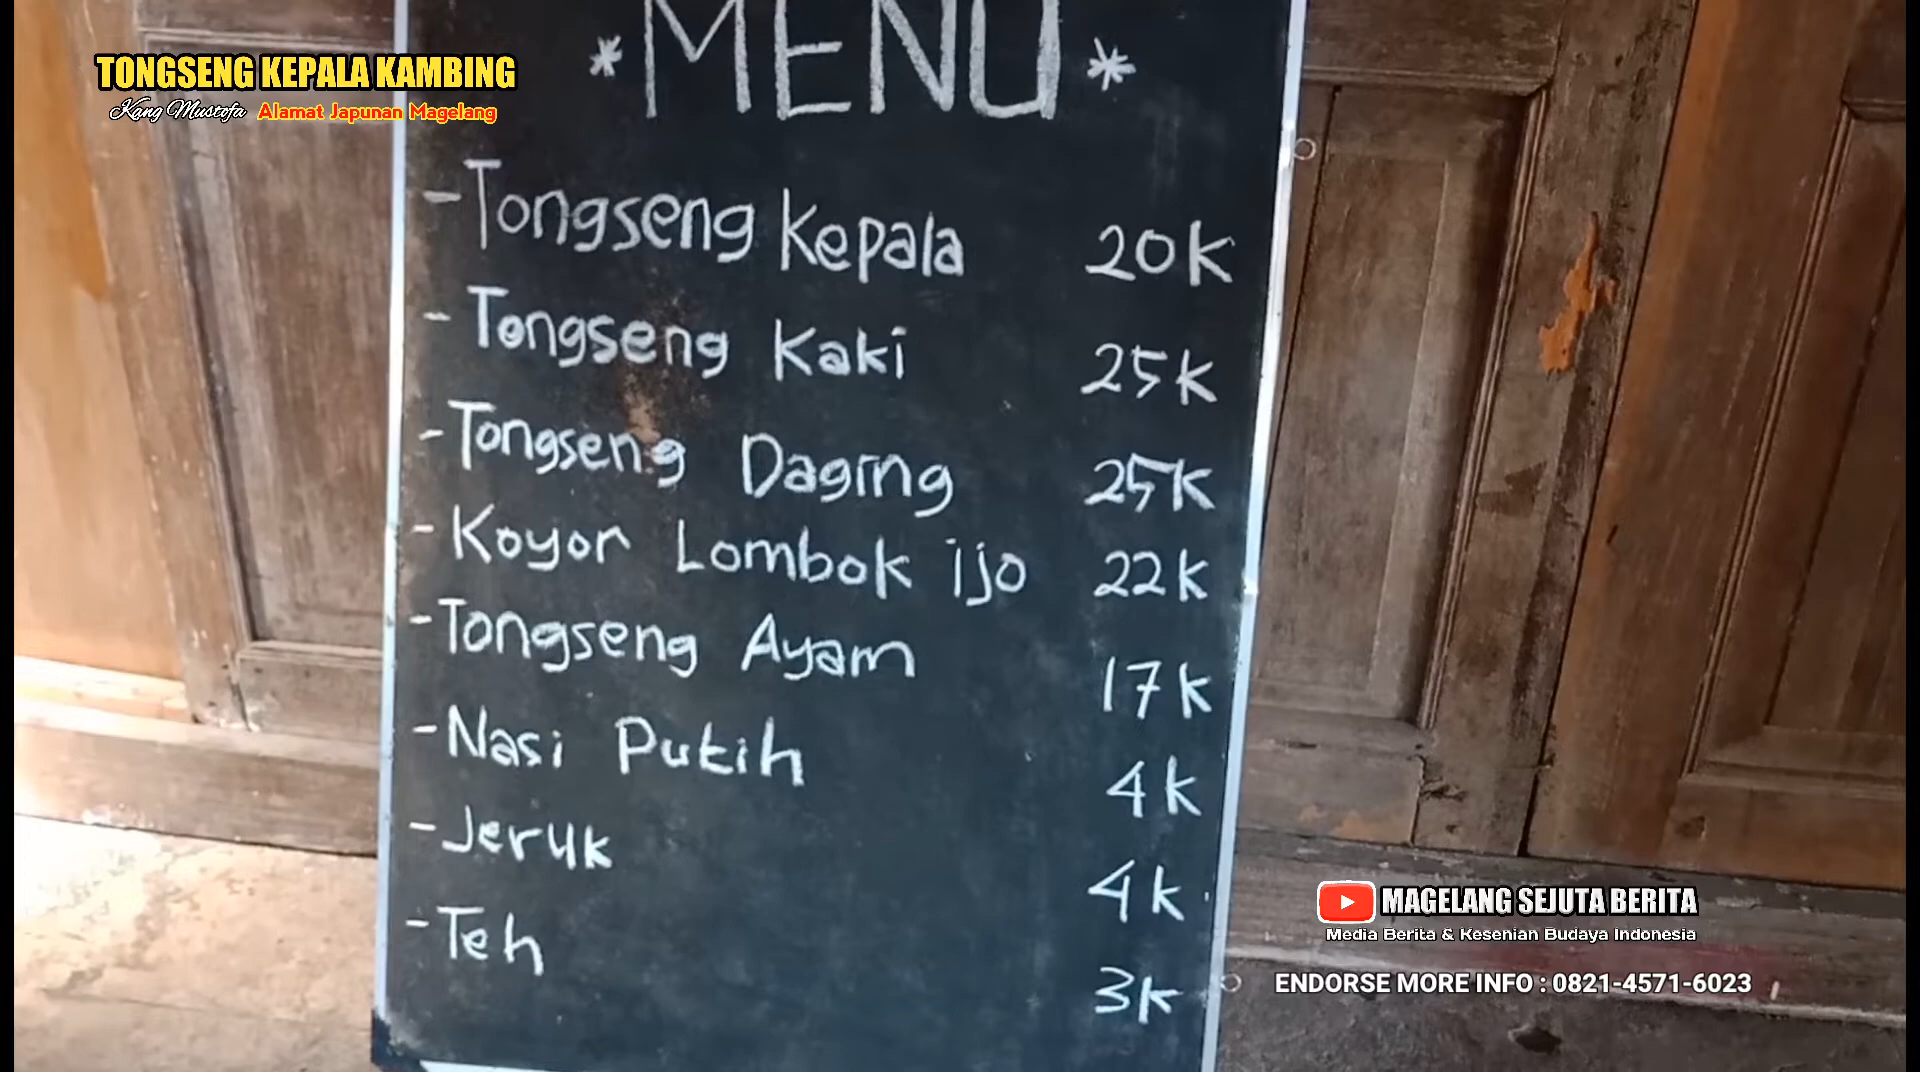 TONGSENG KEPALA KAMBING
Kang Mustofa Alamat Japunan Magelang
* MENU *
- Tongseng Kepala 20K
- Tongseng Kaki 25K
- Tongseng Daging 25K
- Koyor Lombok ijo 22K
- Tongseng Ayam 17K
- Nasi Putih 4K
- Jeruk 4K
- Teh 3K
MAGELANG SEJUTA BERITA
Media Berita & Kesenian Budaya Indonesia
ENDORSE MORE INFO : 0821-4571-6023